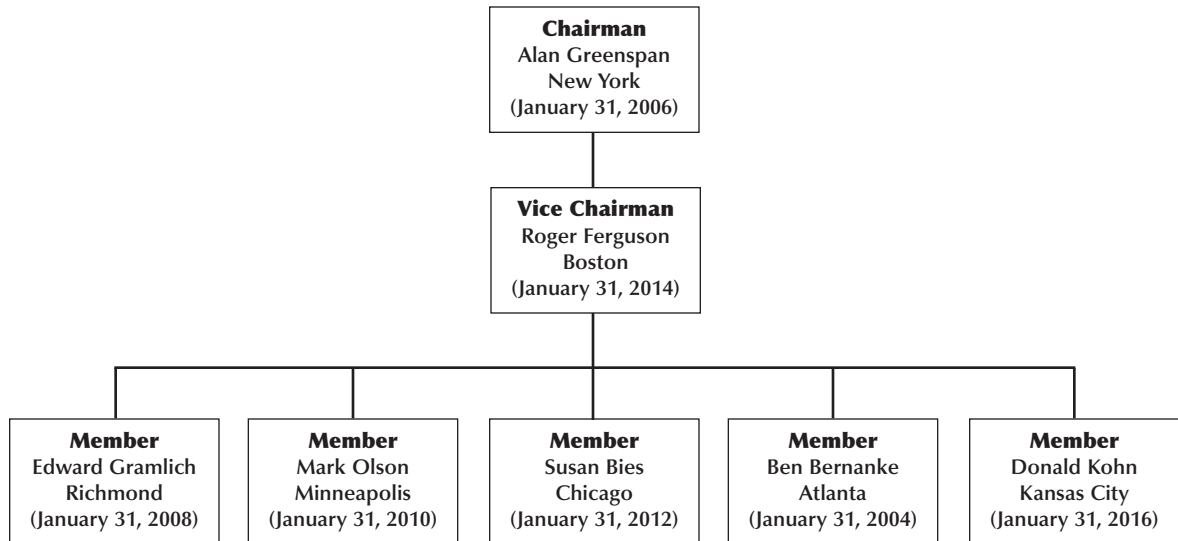 Chairman
Alan Greenspan
New York
(January 31, 2006)
Vice Chairman
Roger Ferguson
Boston
(January 31, 2014)
Member
Edward Gramlich
Richmond
(January 31, 2008)
Member
Mark Olson
Minneapolis
(January 31, 2010)
Member
Susan Bies
Chicago
(January 31, 2012)
Member
Ben Bernanke
Atlanta
(January 31, 2004)
Member
Donald Kohn
Kansas City
(January 31, 2016)